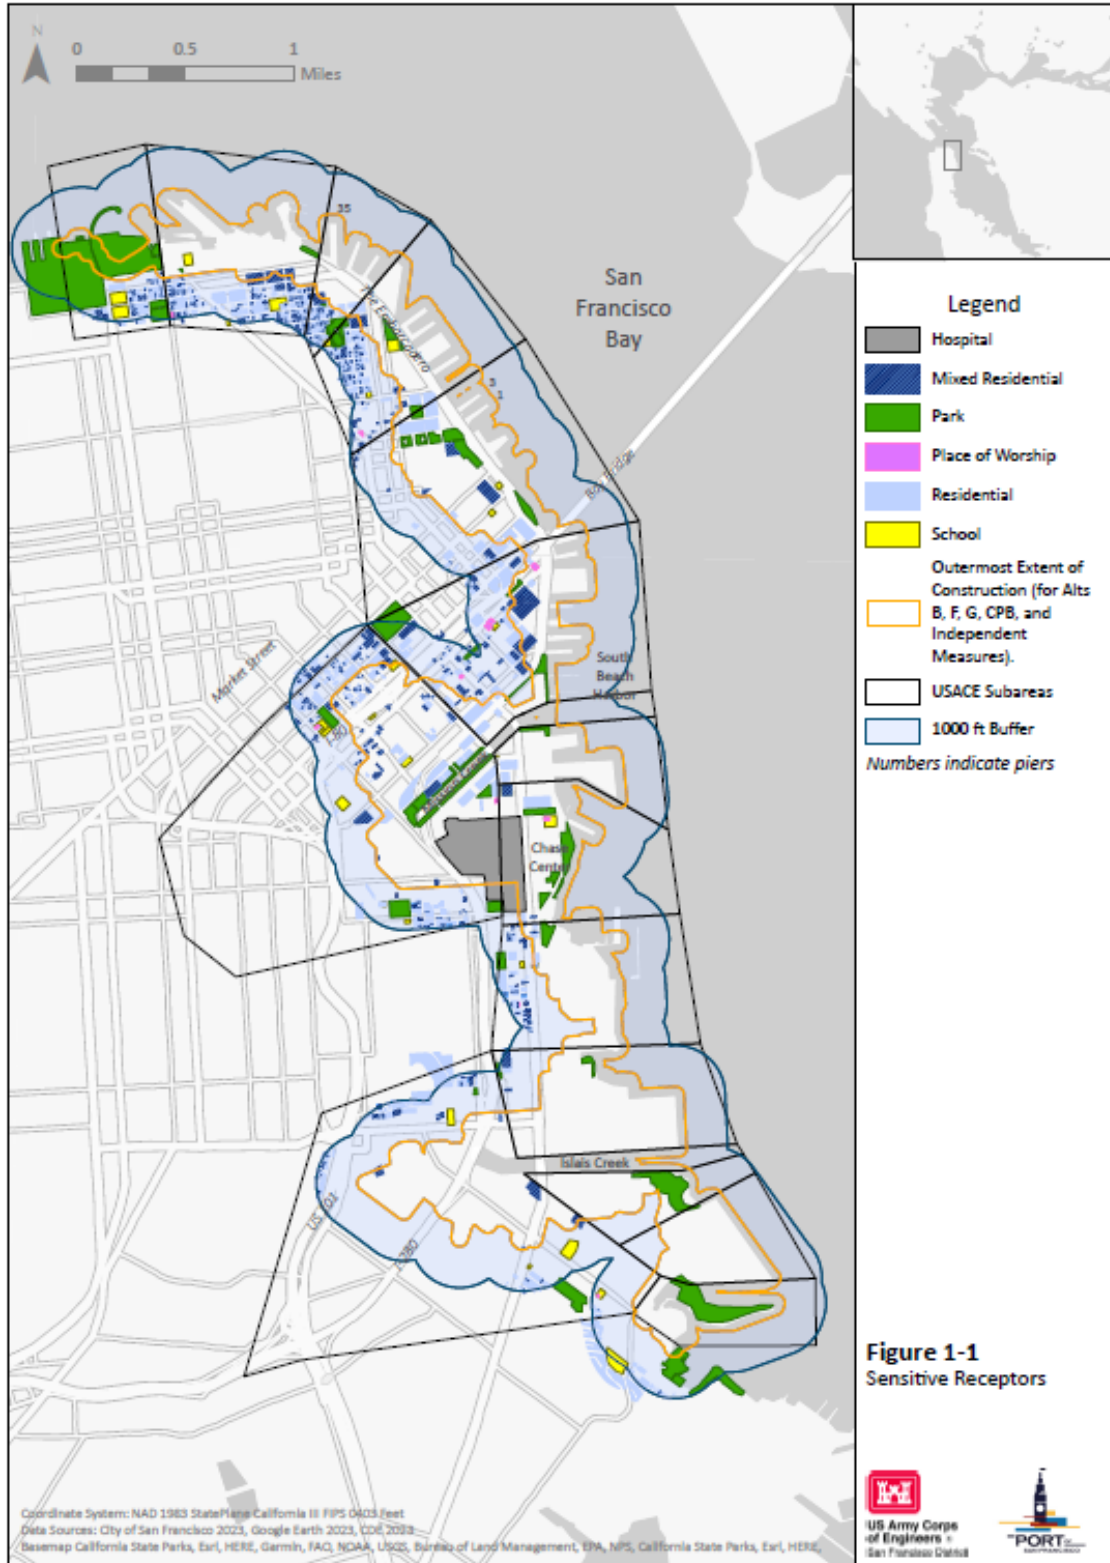 N
0 0.5 1
Miles
35
The Embarcadero
San
Francisco
Bay
3
1
Bay Bridge
Market Street
South
Beach
Harbor
I-80
Mission Creek
Chase
Center
Islais Creek
US 101
I-280
Legend
Hospital
Mixed Residential
Park
Place of Worship
Residential
School
Outermost Extent of
Construction (for Alts
B, F, G, CPB, and
Independent
Measures).
USACE Subareas
1000 ft Buffer
Numbers indicate piers
Figure 1-1
Sensitive Receptors
Coordinate System: NAD 1983 StatePlane California III FIPS 0403 Feet
Data Sources: City of San Francisco 2023, Google Earth 2023, CDE 2023
Basemap California State Parks, Esri, HERE, Garmin, FAO, NOAA, USGS, Bureau of Land Management, EPA, NPS, California State Parks, Esri, HERE,
US Army Corps
of Engineers
San Francisco District
PORT
SAN FRANCISCO